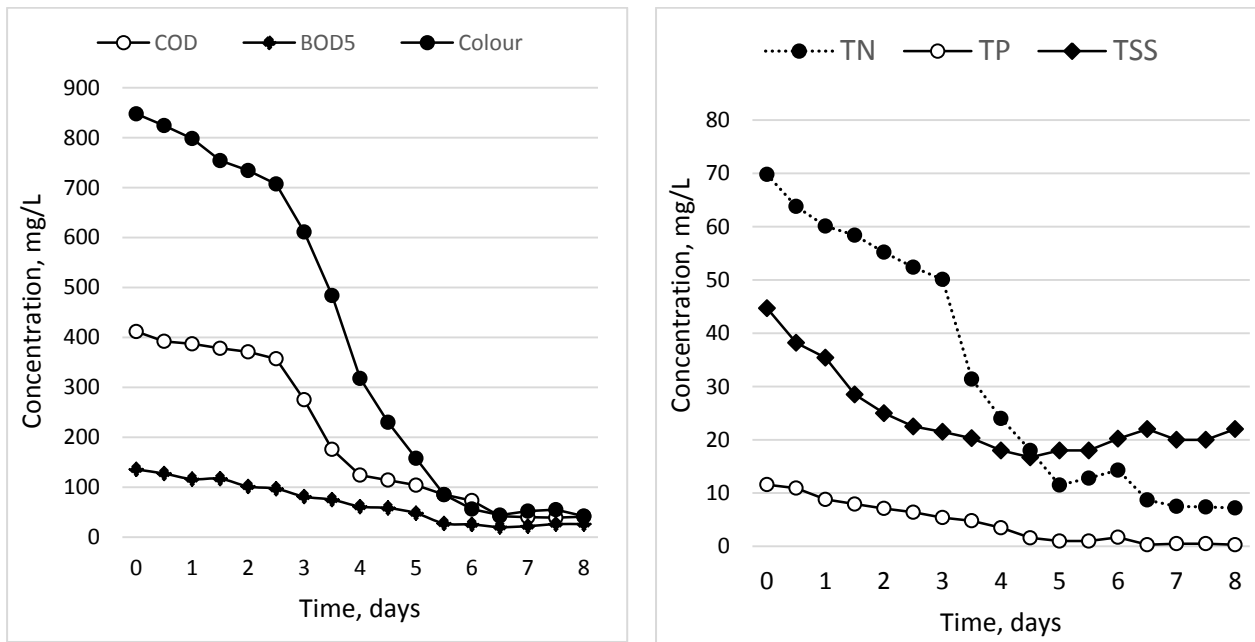 COD BOD5 Colour
Concentration, mg/L
900
800
700
600
500
400
300
200
100
0
0 1 2 3 4 5 6 7 8
Time, days
TN TP TSS
Concentration, mg/L
80
70
60
50
40
30
20
10
0
0 1 2 3 4 5 6 7 8
Time, days